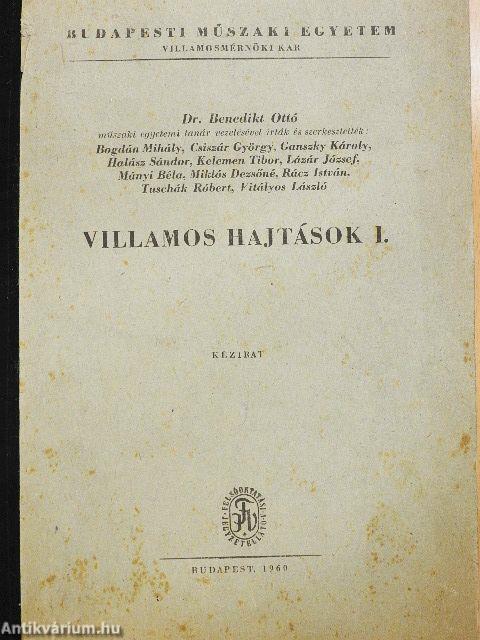 BUDAPESTI MŰSZAKI EGYETEM
VILLAMOSMÉRNÖKI KAR
Dr. Benedikt Ottó
műszaki egyetemi tanár vezetésével írták és szerkesztették:
Bogdán Mihály, Csiszár György, Ganszky Károly,
Halász Sándor, Kelemen Tibor, Lázár József,
Mányi Béla, Miklós Dezsőné, Rácz István,
Tuschák Róbert, Vitályos László
VILLAMOS HAJTÁSOK I.
KÉZIRAT
FELSŐOKTATÁSI
JEGYZETELLÁTÓ
BUDAPEST, 1960
Antikvárium.hu